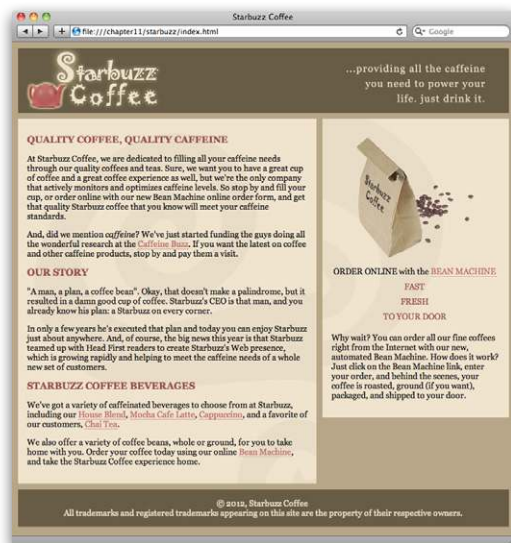 Starbuzz Coffee
file:///chapter11/starbuzz/index.html
Google
Starbuzz
Coffee
...providing all the caffeine
you need to power your
life. just drink it.
QUALITY COFFEE, QUALITY CAFFEINE
At Starbuzz Coffee, we are dedicated to filling all your caffeine needs
through our quality coffees and teas. Sure, we want you to have a great cup
of coffee and a great coffee experience as well, but we're the only company
that actively monitors and optimizes caffeine levels. So stop by and fill your
cup, or order online with our new Bean Machine online order form, and get
that quality Starbuzz coffee that you know will meet your caffeine
standards.
And, did we mention caffeine? We've just started funding the guys doing all
the wonderful research at the Caffeine Buzz. If you want the latest on coffee
and other caffeine products, stop by and pay them a visit.
OUR STORY
"A man, a plan, a coffee bean". Okay, that doesn't make a palindrome, but it
resulted in a damn good cup of coffee. Starbuzz's CEO is that man, and you
already know his plan: a Starbuzz on every corner.
In only a few years he's executed that plan and today you can enjoy Starbuzz
just about anywhere. And, of course, the big news this year is that Starbuzz
teamed up with Head First readers to create Starbuzz's Web presence,
which is growing rapidly and helping to meet the caffeine needs of a whole
new set of customers.
STARBUZZ COFFEE BEVERAGES
We've got a variety of caffeinated beverages to choose from at Starbuzz,
including our House Blend, Mocha Cafe Latte, Cappuccino, and a favorite of
our customers, Chai Tea.
We also offer a variety of coffee beans, whole or ground, for you to take
home with you. Order your coffee today using our online Bean Machine,
and take the Starbuzz Coffee experience home.
Starbuzz
Coffee
ORDER ONLINE with the BEAN MACHINE
FAST
FRESH
TO YOUR DOOR
Why wait? You can order all our fine coffees
right from the Internet with our new,
automated Bean Machine. How does it work?
Just click on the Bean Machine link, enter
your order, and behind the scenes, your
coffee is roasted, ground (if you want),
packaged, and shipped to your door.
© 2012, Starbuzz Coffee
All trademarks and registered trademarks appearing on this site are the property of their respective owners.